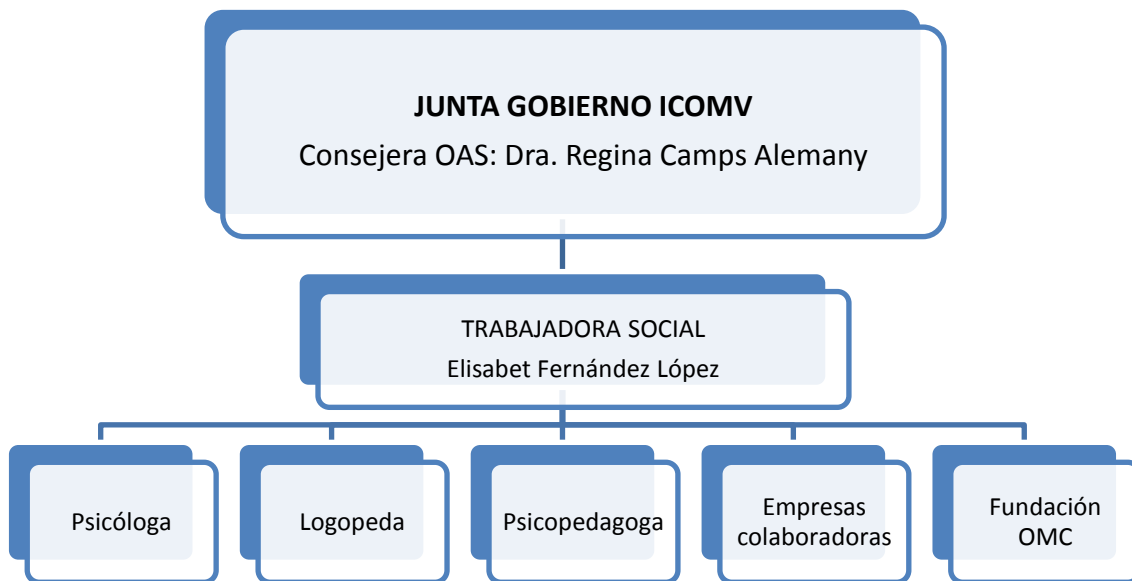 JUNTA GOBIERNO ICOMV
Consejera OAS: Dra. Regina Camps Alemany
TRABAJADORA SOCIAL
Elisabet Fernández López
Psicóloga
Logopeda
Psicopedagoga
Empresas
colaboradoras
Fundación
OMC